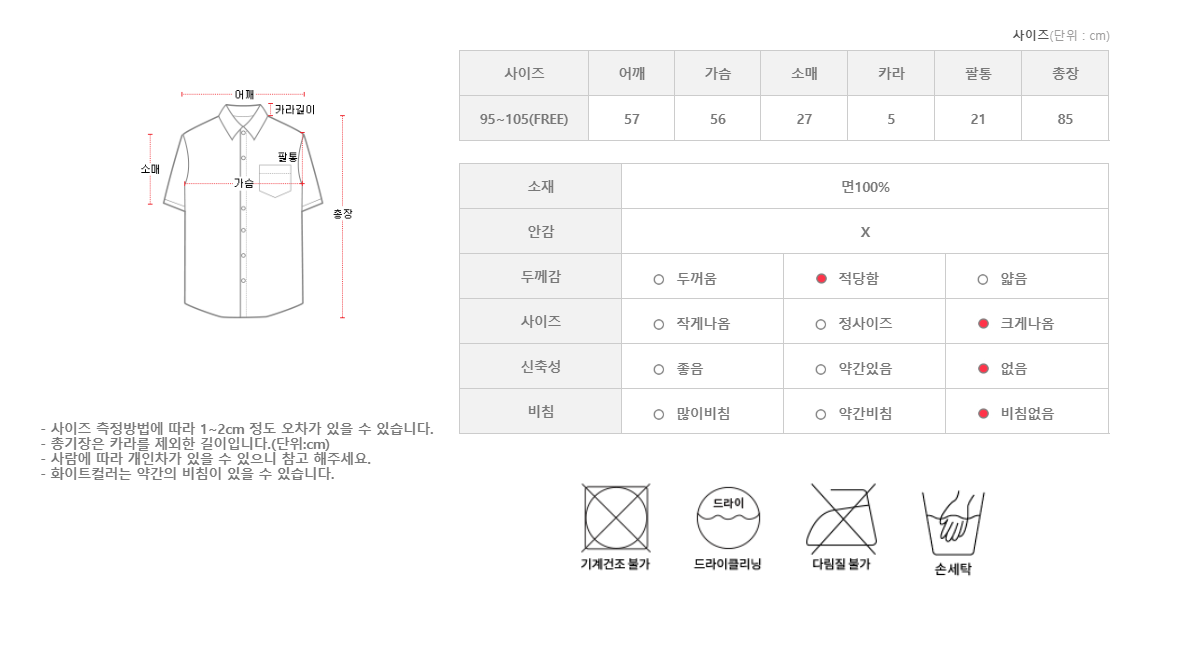 사이즈(단위 : cm)
사이즈 어깨 가슴 소매 카라 팔통 총장
95~105(FREE) 57 56 27 5 21 85
어깨
카라길이
소매
팔통
가슴
총장
소재 면100%
안감 X
두께감 두꺼움 적당함 얇음
사이즈 작게나옴 정사이즈 크게나옴
신축성 좋음 약간있음 없음
비침 많이비침 약간비침 비침없음
- 사이즈 측정방법에 따라 1~2cm 정도 오차가 있을 수 있습니다.
- 총기장은 카라를 제외한 길이입니다.(단위:cm)
- 사람에 따라 개인차가 있을 수 있으니 참고 해주세요.
- 화이트컬러는 약간의 비침이 있을 수 있습니다.
드라이
기계건조 불가 드라이클리닝 다림질 불가 손세탁